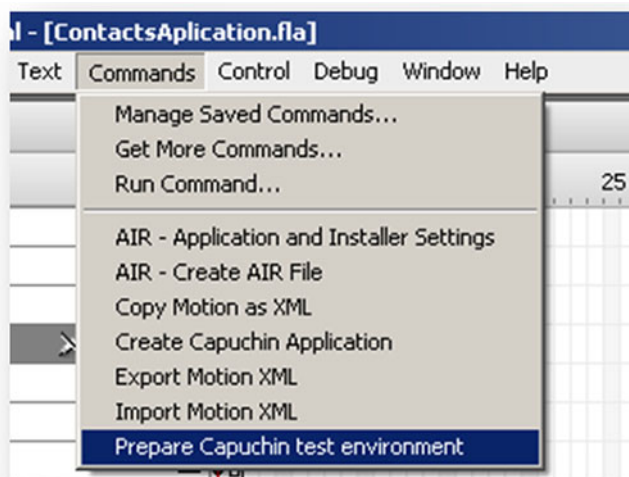 l - [ContactsAplication.fla]
Text Commands Control Debug Window Help
Manage Saved Commands...
Get More Commands...
Run Command...
25
AIR - Application and Installer Settings
AIR - Create AIR File
Copy Motion as XML
Create Capuchin Application
Export Motion XML
Import Motion XML
Prepare Capuchin test environment